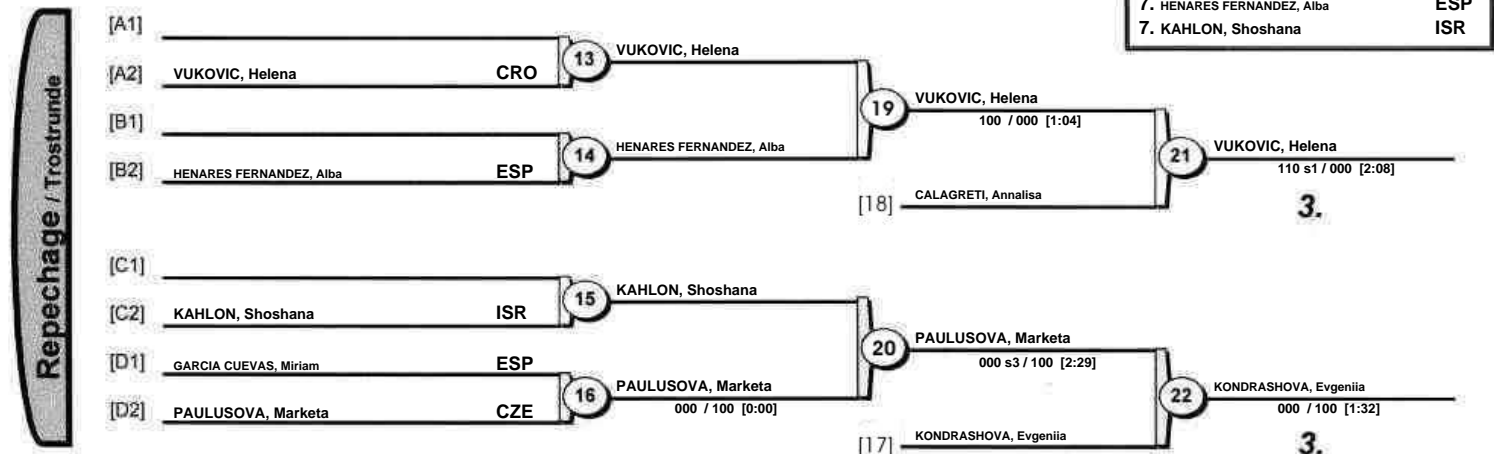 7. HENARES FERNANDEZ, Alba ESP
7. KAHLON, Shoshana ISR
Repechage / Trostrunde
[A1]
[A2] VUKOVIC, Helena CRO
13 VUKOVIC, Helena
[B1]
[B2] HENARES FERNANDEZ, Alba ESP
14 HENARES FERNANDEZ, Alba
19 VUKOVIC, Helena
100 / 000 [1:04]
[18] CALAGRETI, Annalisa
21 VUKOVIC, Helena
110 s1 / 000 [2:08]
3.
[C1]
[C2] KAHLON, Shoshana ISR
15 KAHLON, Shoshana
[D1] GARCIA CUEVAS, Miriam ESP
[D2] PAULUSOVA, Marketa CZE
16 PAULUSOVA, Marketa
000 / 100 [0:00]
20 PAULUSOVA, Marketa
000 s3 / 100 [2:29]
[17] KONDRASHOVA, Evgeniia
22 KONDRASHOVA, Evgeniia
000 / 100 [1:32]
3.